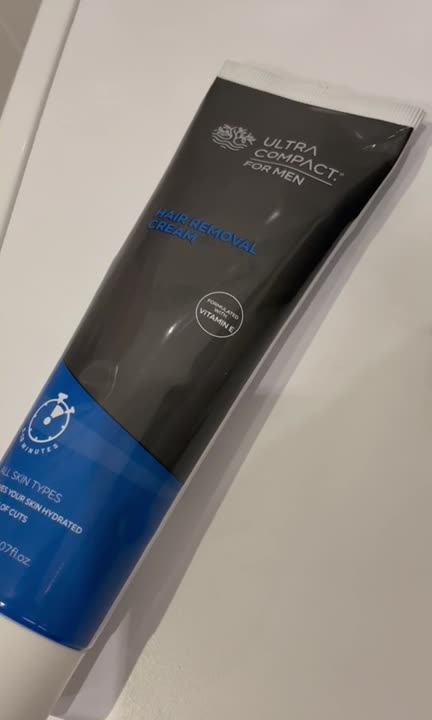 ULTRA
COMPACT.™
FOR MEN
HAIR REMOVAL
CREAM
FORMULATED
WITH
VITAMIN E
MINUTES
ALL SKIN TYPES
YOUR SKIN HYDRATED
OF CUTS
07fl.oz.